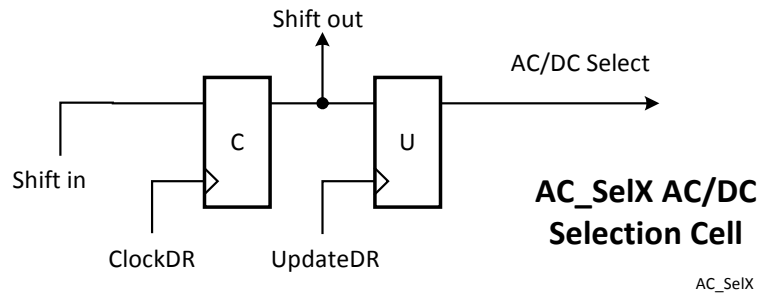 Shift out
AC/DC Select
C
U
Shift in
AC_SelX AC/DC
Selection Cell
ClockDR
UpdateDR
AC_SelX